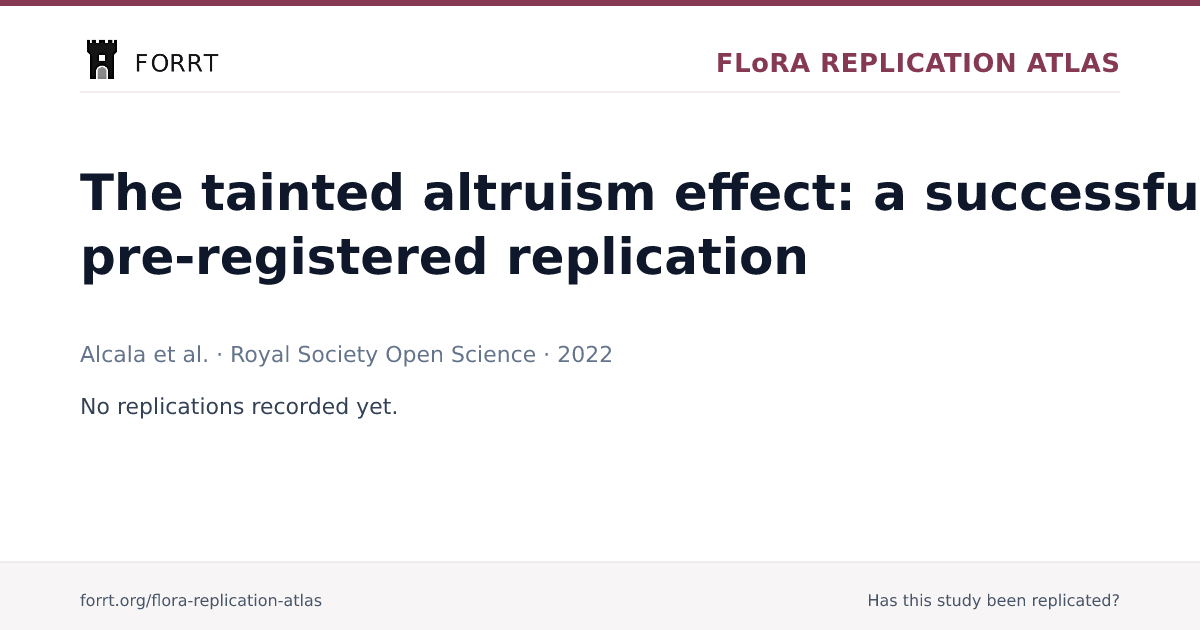 FORRT
FLoRA REPLICATION ATLAS
The tainted altruism effect: a successfu
pre-registered replication
Alcala et al. · Royal Society Open Science · 2022
No replications recorded yet.
forrt.org/flora-replication-atlas
Has this study been replicated?